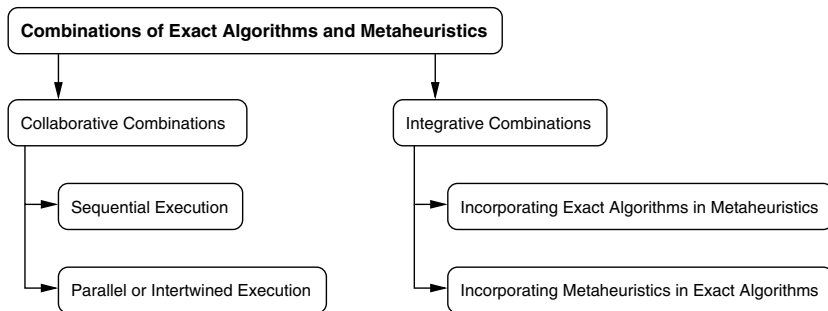 Combinations of Exact Algorithms and Metaheuristics
Collaborative Combinations
Integrative Combinations
Sequential Execution
Incorporating Exact Algorithms in Metaheuristics
Parallel or Intertwined Execution
Incorporating Metaheuristics in Exact Algorithms